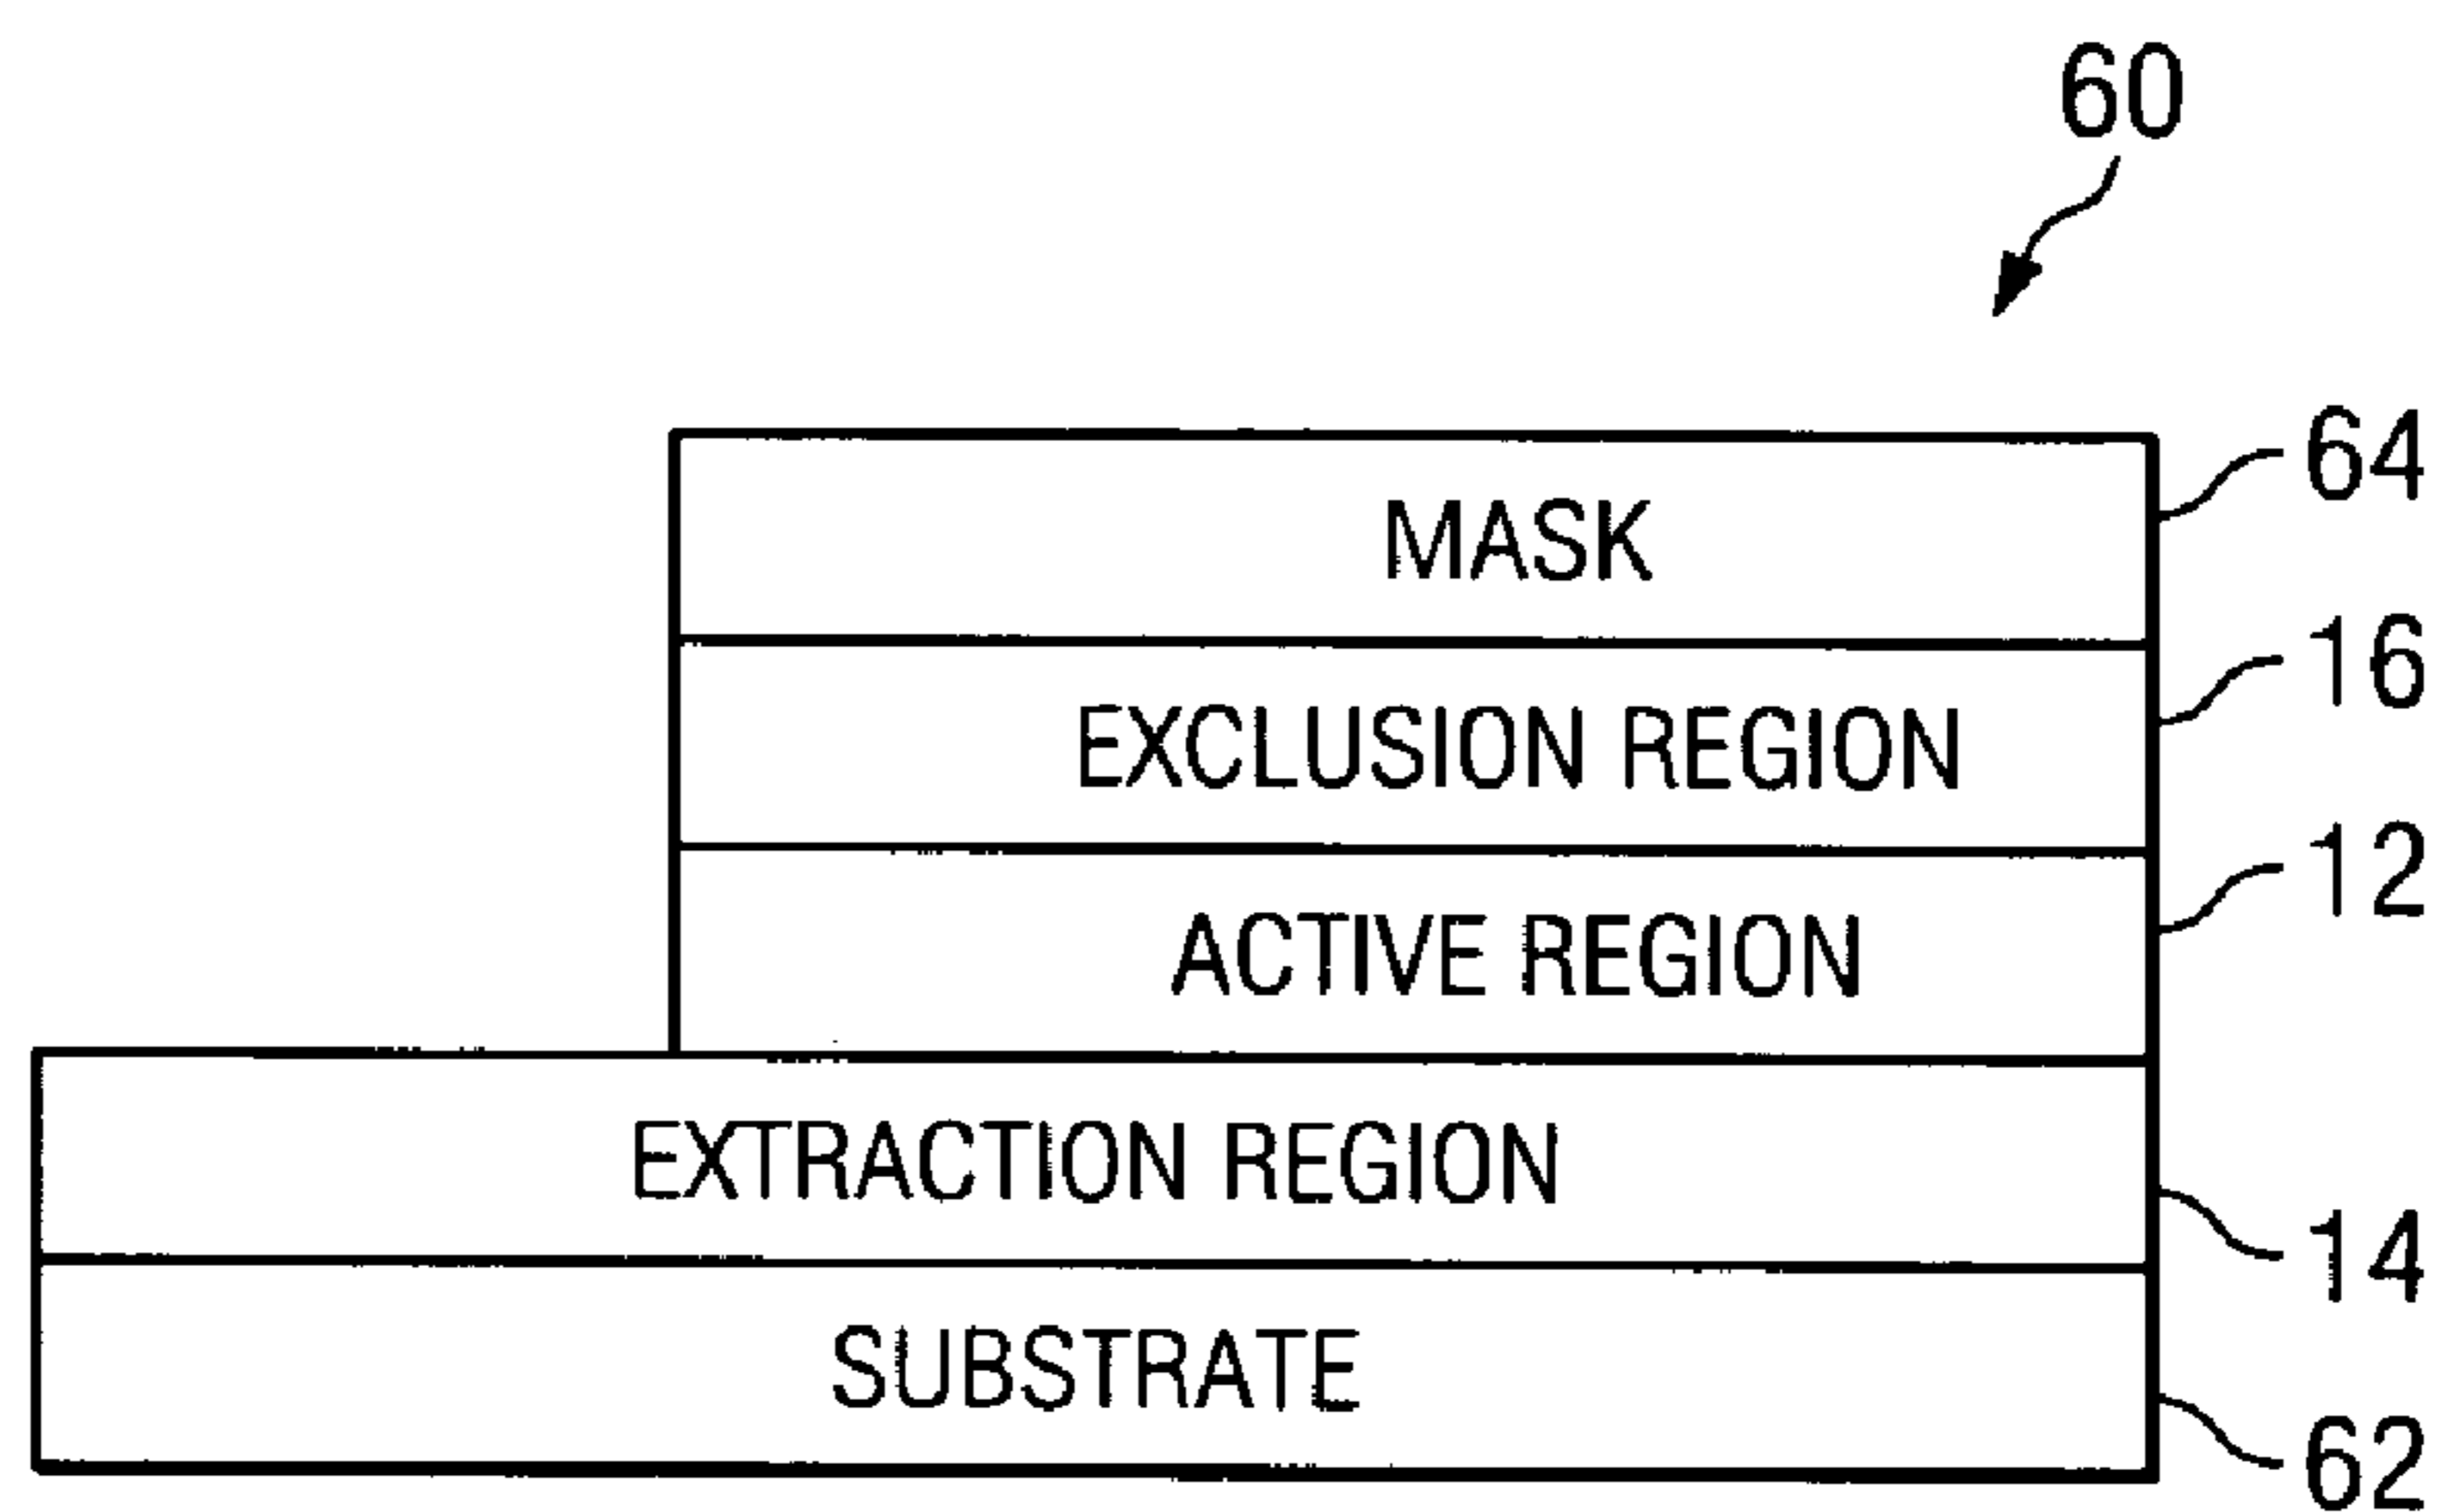 60
MASK 64
EXCLUSION REGION 16
ACTIVE REGION 12
EXTRACTION REGION 14
SUBSTRATE 62